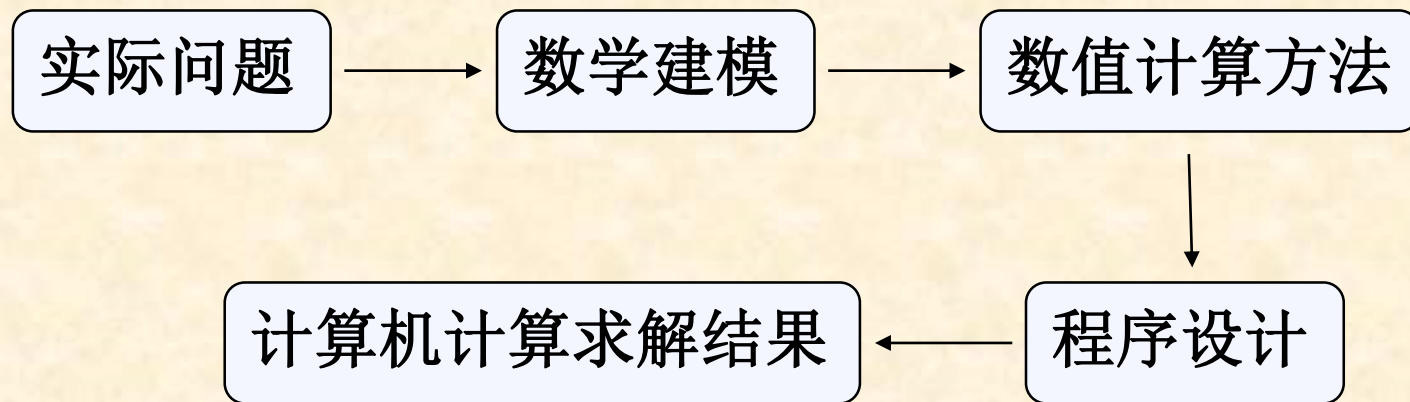 实际问题
数学建模
数值计算方法
程序设计
计算机计算求解结果